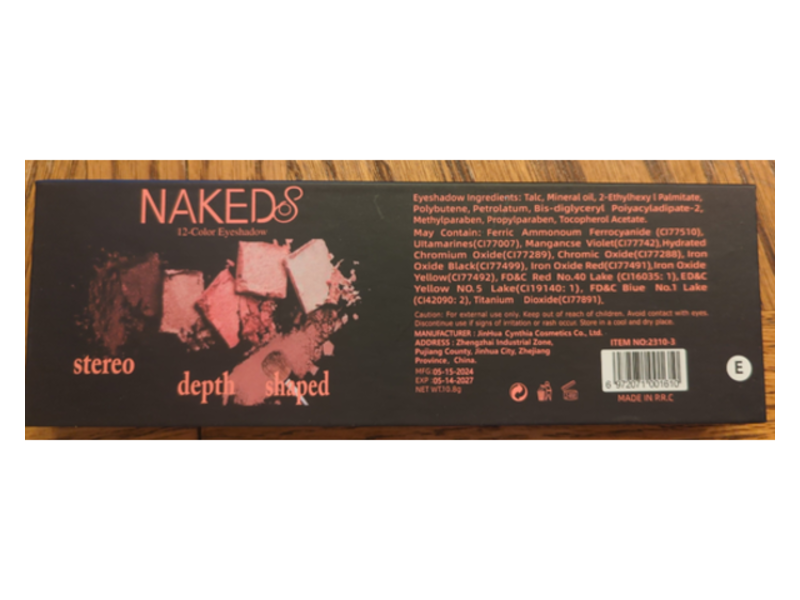 NAKED8
12-Color Eyeshadow
stereo
depth shaped
Eyeshadow Ingredients: Talc, Mineral oil, 2-Ethylhexy l Palmitate,
Polybutene, Petrolatum, Bis-diglyceryl Polyacyladipate-2,
Methylparaben, Propylparaben, Tocopherol Acetate.
May Contain: Ferric Ammonoum Ferrocyanide (CI77510),
Ultamarines(CI77007), Mangancse Violet(CI77742),Hydrated
Chromium Oxide(CI77289), Chromic Oxide(CI77288), Iron
Oxide Black(CI77499), Iron Oxide Red(CI77491),Iron Oxide
Yellow(CI77492), FD&C Red No.40 Lake (CI16035: 1), ED&C
Yellow NO.5 Lake(CI19140: 1), FD&C Blue No.1 Lake
(CI42090: 2), Titanium Dioxide(CI77891),
Caution: For external use only. Keep out of reach of children. Avoid contact with eyes.
Discontinue use if signs of irritation or rash occur. Store in a cool and dry place.
MANUFACTURER : JinHua Cynthia Cosmetics Co., Ltd.
ADDRESS : Zhengzhai Industrial Zone,
Pujiang County, Jinhua City, Zhejiang
Province, China.
MFG:05-15-2024
EXP :05-14-2027
NET WT.10.8g
ITEM NO:2310-3
6 972071 001610
MADE IN P.R.C
E